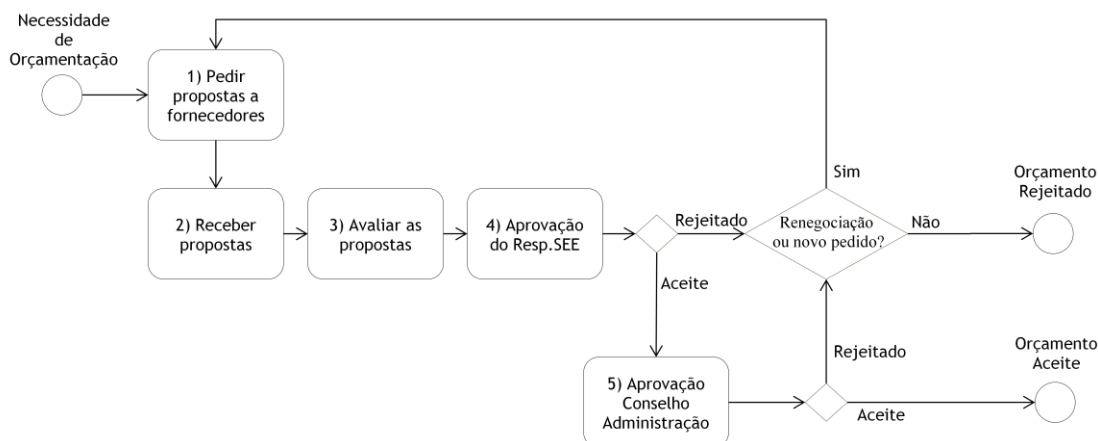 Necessidade
de
Orçamentação
1) Pedir
propostas a
fornecedores
2) Receber
propostas
3) Avaliar as
propostas
4) Aprovação
do Resp.SEE
Rejeitado
Aceite
Sim
Renegociação
ou novo pedido?
Não
Orçamento
Rejeitado
5) Aprovação
Conselho
Administração
Rejeitado
Aceite
Orçamento
Aceite